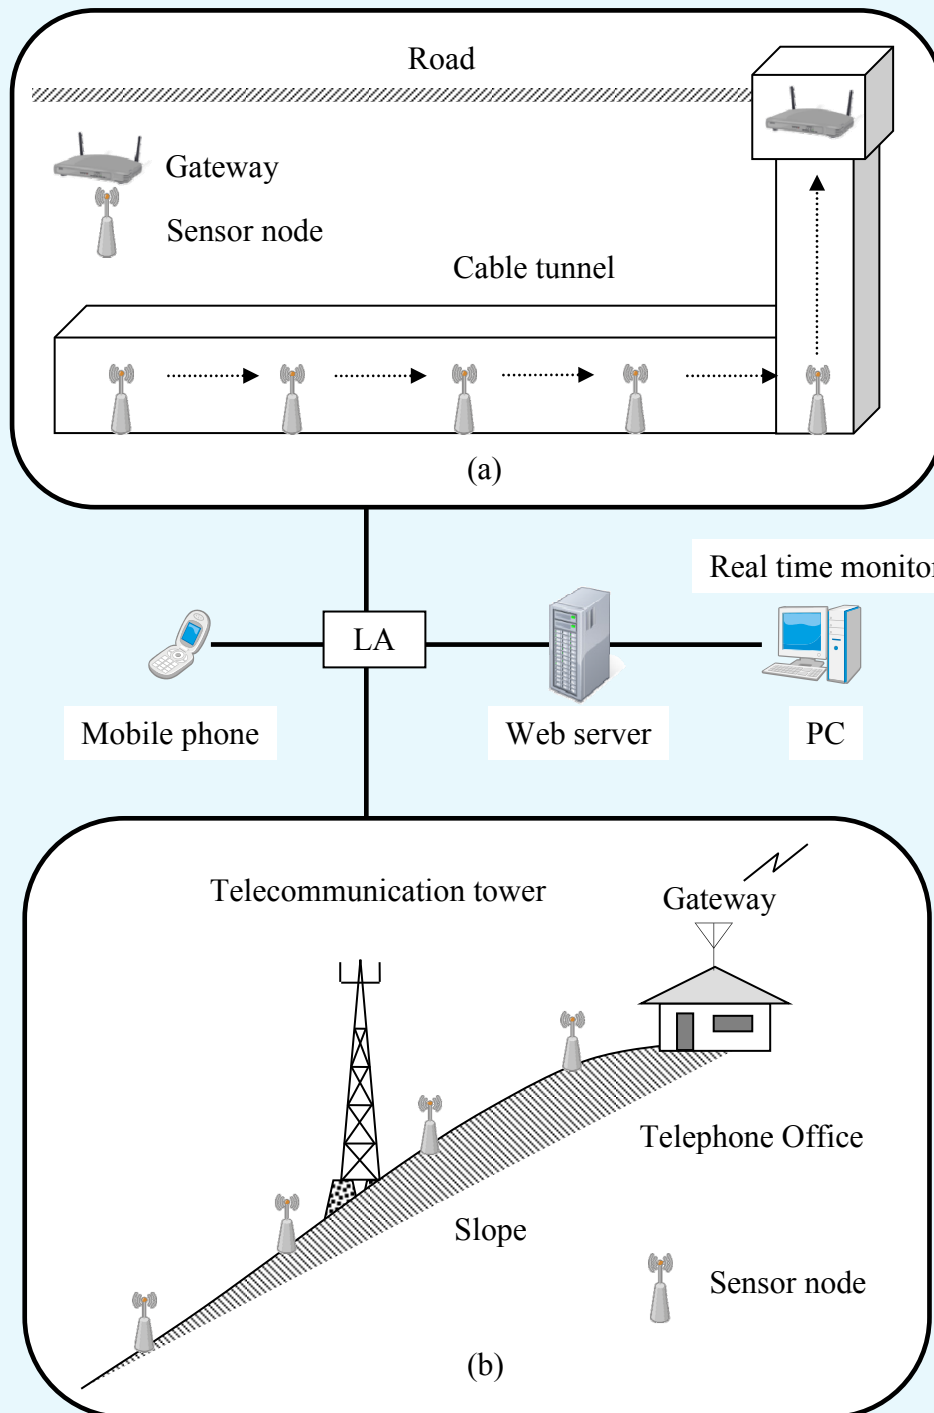 Road
Gateway
Sensor node
Cable tunnel
(a)
Real time monitor
LA
Mobile phone
Web server
PC
Telecommunication tower
Gateway
Telephone Office
Slope
Sensor node
(b)